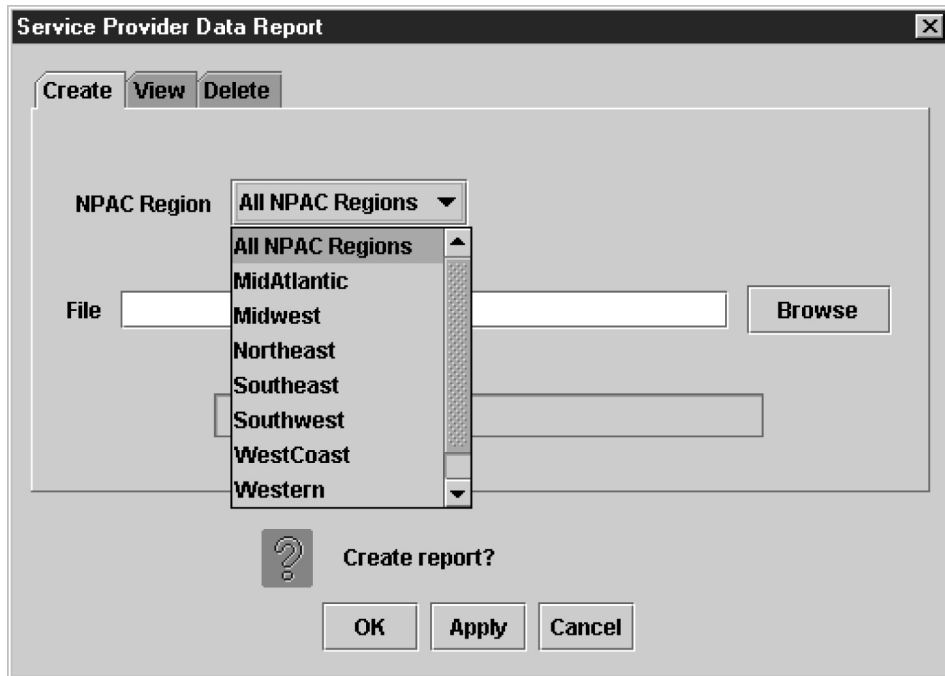 Service Provider Data Report
Create View Delete
NPAC Region All NPAC Regions
All NPAC Regions
MidAtlantic
Midwest
Northeast
Southeast
Southwest
WestCoast
Western
File Browse
? Create report?
OK Apply Cancel